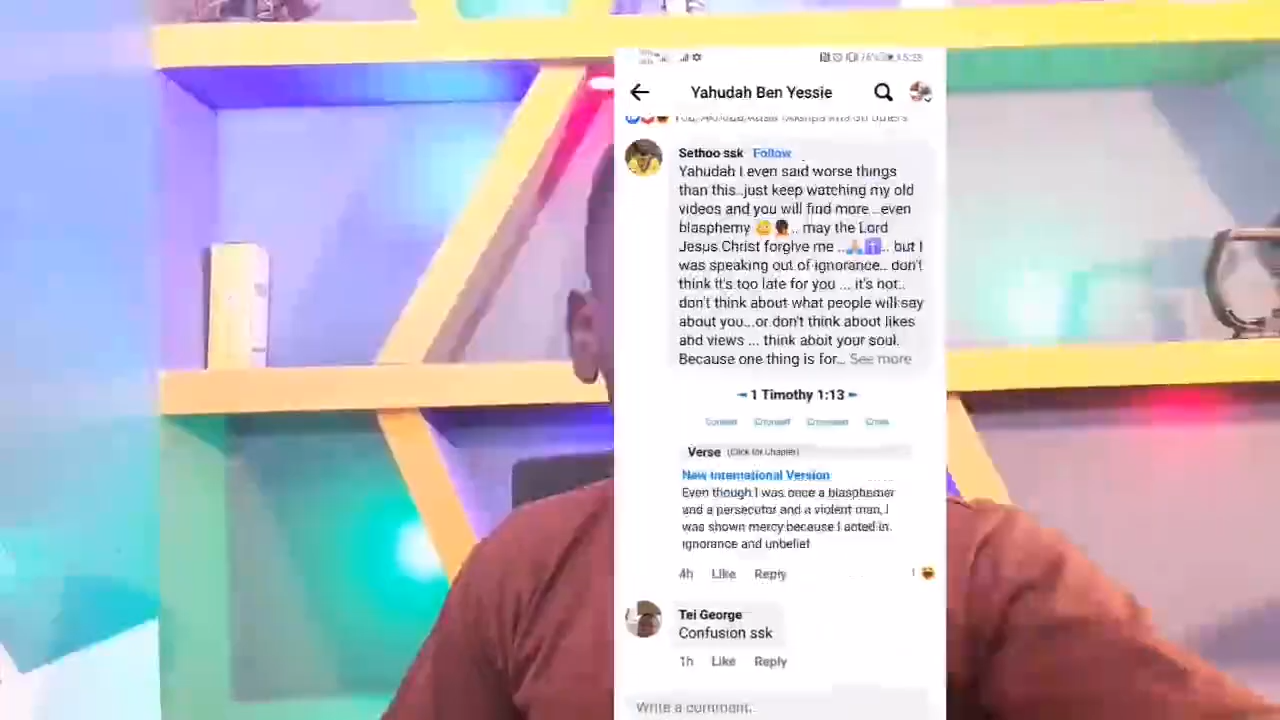 Yahudah Ben Yessie
Sethoo ssk Follow
Yahudah I even said worse things
than this..just keep watching my old
videos and you will find more ..even
blasphemy 😔🤦🏿.. may the Lord
Jesus Christ forgive me ..🙏🏼✝️... but I
was speaking out of ignorance.. don't
think it's too late for you ... it's not..
don't think about what people will say
about you...or don't think about likes
and views ... think aboit your soul.
Because one thing is for... See more
1 Timothy 1:13
Verse (Click for Chapter)
New International Version
Even though I was once a blasphemer
and a persecutor and a violent man, I
was shown mercy because I acted in
ignorance and unbelief
4h Like Reply 1
Tei George
Confusion ssk
1h Like Reply
Write a comment..